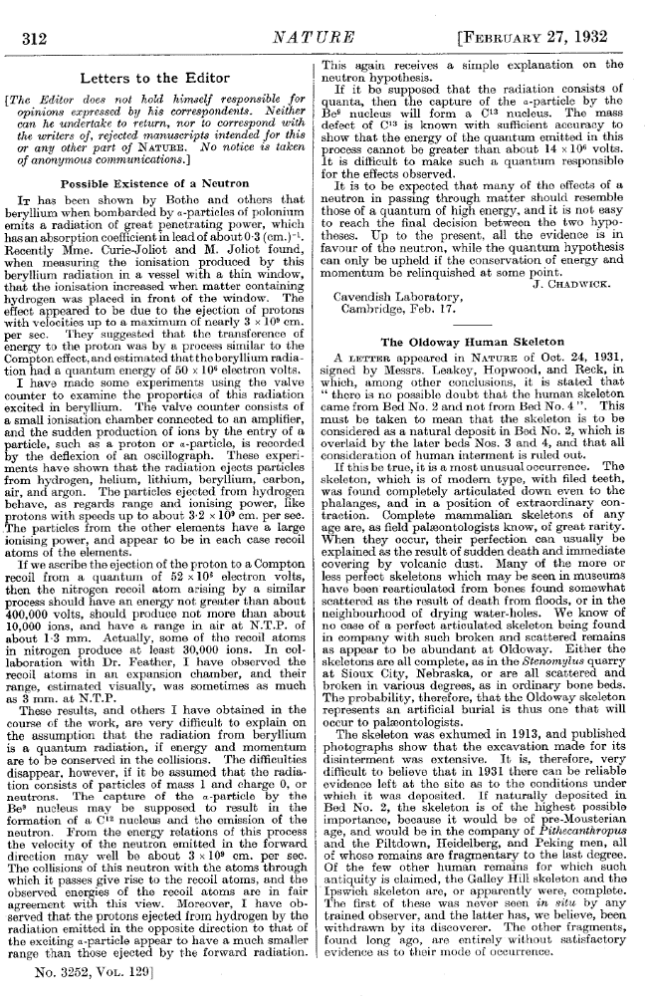 312
NATURE
[FEBRUARY 27, 1932
Letters to the Editor
[The Editor does not hold himself responsible for
opinions expressed by his correspondents. Neither
can he undertake to return, nor to correspond with
the writers of, rejected manuscripts intended for this
or any other part of NATURE. No notice is taken
of anonymous communications.]
Possible Existence of a Neutron
IT has been shown by Bothe and others that
beryllium when bombarded by α-particles of polonium
emits a radiation of great penetrating power, which
has an absorption coefficient in lead of about 0·3 (cm.)⁻¹.
Recently Mme. Curie-Joliot and M. Joliot found,
when measuring the ionisation produced by this
beryllium radiation in a vessel with a thin window,
that the ionisation increased when matter containing
hydrogen was placed in front of the window. The
effect appeared to be due to the ejection of protons
with velocities up to a maximum of nearly 3 × 10⁹ cm.
per sec. They suggested that the transference of
energy to the proton was by a process similar to the
Compton effect, and estimated that the beryllium radia-
tion had a quantum energy of 50 × 10⁶ electron volts.
I have made some experiments using the valve
counter to examine the properties of this radiation
excited in beryllium. The valve counter consists of
a small ionisation chamber connected to an amplifier,
and the sudden production of ions by the entry of a
particle, such as a proton or α-particle, is recorded
by the deflexion of an oscillograph. These experi-
ments have shown that the radiation ejects particles
from hydrogen, helium, lithium, beryllium, carbon,
air, and argon. The particles ejected from hydrogen
behave, as regards range and ionising power, like
protons with speeds up to about 3·2 × 10⁹ cm. per sec.
The particles from the other elements have a large
ionising power, and appear to be in each case recoil
atoms of the elements.
If we ascribe the ejection of the proton to a Compton
recoil from a quantum of 52 × 10⁶ electron volts,
then the nitrogen recoil atom arising by a similar
process should have an energy not greater than about
400,000 volts, should produce not more than about
10,000 ions, and have a range in air at N.T.P. of
about 1·3 mm. Actually, some of the recoil atoms
in nitrogen produce at least 30,000 ions. In col-
laboration with Dr. Feather, I have observed the
recoil atoms in an expansion chamber, and their
range, estimated visually, was sometimes as much
as 3 mm. at N.T.P.
These results, and others I have obtained in the
course of the work, are very difficult to explain on
the assumption that the radiation from beryllium
is a quantum radiation, if energy and momentum
are to be conserved in the collisions. The difficulties
disappear, however, if it be assumed that the radia-
tion consists of particles of mass 1 and charge 0, or
neutrons. The capture of the α-particle by the
Be⁹ nucleus may be supposed to result in the
formation of a C¹² nucleus and the emission of the
neutron. From the energy relations of this process
the velocity of the neutron emitted in the forward
direction may well be about 3 × 10⁹ cm. per sec.
The collisions of this neutron with the atoms through
which it passes give rise to the recoil atoms, and the
observed energies of the recoil atoms are in fair
agreement with this view. Moreover, I have ob-
served that the protons ejected from hydrogen by the
radiation emitted in the opposite direction to that of
the exciting α-particle appear to have a much smaller
range than those ejected by the forward radiation.
No. 3252, VOL. 129]
This again receives a simple explanation on the
neutron hypothesis.
If it be supposed that the radiation consists of
quanta, then the capture of the α-particle by the
Be⁹ nucleus will form a C¹³ nucleus. The mass
defect of C¹³ is known with sufficient accuracy to
show that the energy of the quantum emitted in this
process cannot be greater than about 14 × 10⁶ volts.
It is difficult to make such a quantum responsible
for the effects observed.
It is to be expected that many of the effects of a
neutron in passing through matter should resemble
those of a quantum of high energy, and it is not easy
to reach the final decision between the two hypo-
theses. Up to the present, all the evidence is in
favour of the neutron, while the quantum hypothesis
can only be upheld if the conservation of energy and
momentum be relinquished at some point.
J. CHADWICK.
Cavendish Laboratory,
Cambridge, Feb. 17.
The Oldoway Human Skeleton
A LETTER appeared in NATURE of Oct. 24, 1931,
signed by Messrs. Leakey, Hopwood, and Reck, in
which, among other conclusions, it is stated that
" there is no possible doubt that the human skeleton
came from Bed No. 2 and not from Bed No. 4 ". This
must be taken to mean that the skeleton is to be
considered as a natural deposit in Bed No. 2, which is
overlaid by the later beds Nos. 3 and 4, and that all
consideration of human interment is ruled out.
If this be true, it is a most unusual occurrence. The
skeleton, which is of modern type, with filed teeth,
was found completely articulated down even to the
phalanges, and in a position of extraordinary con-
traction. Complete mammalian skeletons of any
age are, as field palæontologists know, of great rarity.
When they occur, their perfection can usually be
explained as the result of sudden death and immediate
covering by volcanic dust. Many of the more or
less perfect skeletons which may be seen in museums
have been rearticulated from bones found somewhat
scattered as the result of death from floods, or in the
neighbourhood of drying water-holes. We know of
no case of a perfect articulated skeleton being found
in company with such broken and scattered remains
as appear to be abundant at Oldoway. Either the
skeletons are all complete, as in the Stenomylus quarry
at Sioux City, Nebraska, or are all scattered and
broken in various degrees, as in ordinary bone beds.
The probability, therefore, that the Oldoway skeleton
represents an artificial burial is thus one that will
occur to palæontologists.
The skeleton was exhumed in 1913, and published
photographs show that the excavation made for its
disinterment was extensive. It is, therefore, very
difficult to believe that in 1931 there can be reliable
evidence left at the site as to the conditions under
which it was deposited. If naturally deposited in
Bed No. 2, the skeleton is of the highest possible
importance, because it would be of pre-Mousterian
age, and would be in the company of Pithecanthropus
and the Piltdown, Heidelberg, and Peking men, all
of whose remains are fragmentary to the last degree.
Of the few other human remains for which such
antiquity is claimed, the Galley Hill skeleton and the
Ipswich skeleton are, or apparently were, complete.
The first of these was never seen in situ by any
trained observer, and the latter has, we believe, been
withdrawn by its discoverer. The other fragments,
found long ago, are entirely without satisfactory
evidence as to their mode of occurrence.